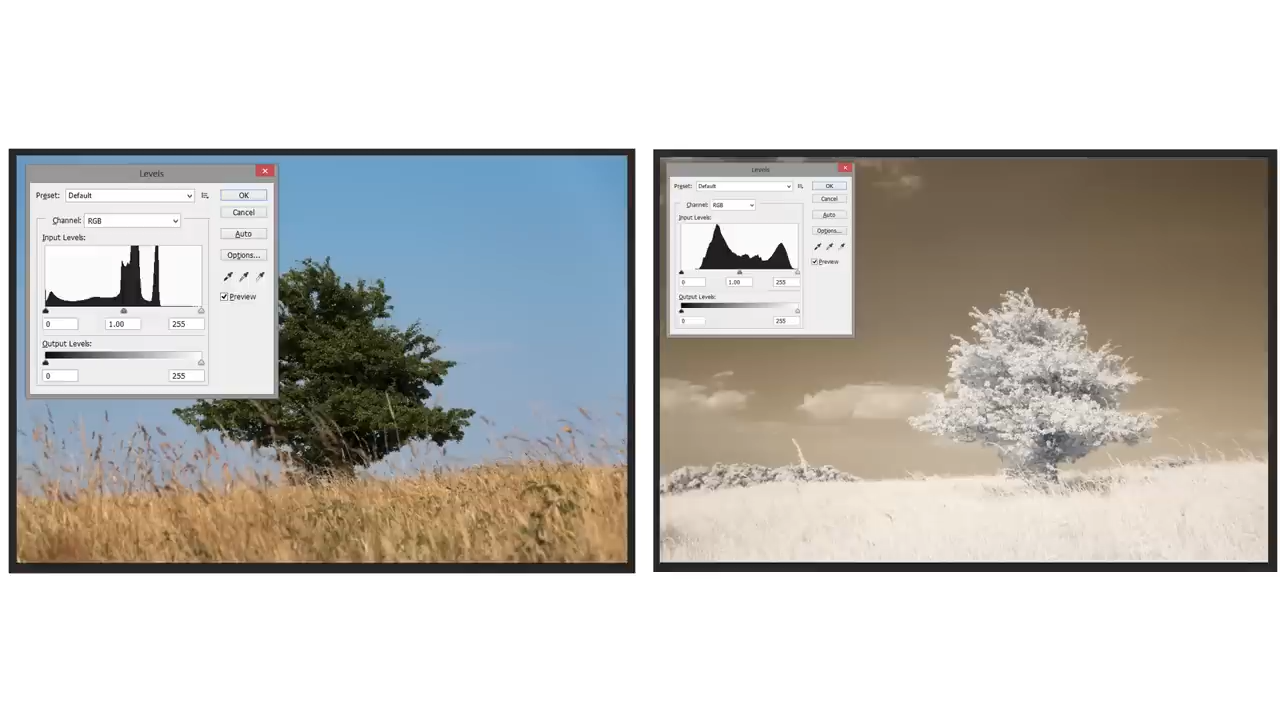 Levels
Preset: Default
OK
Cancel
Channel: RGB
Auto
Input Levels:
Options...
Preview
0 1.00 255
Output Levels:
0 255
Levels
Preset: Default
OK
Cancel
Channel: RGB
Auto
Input Levels:
Options...
Preview
0 1.00 255
Output Levels:
0 255